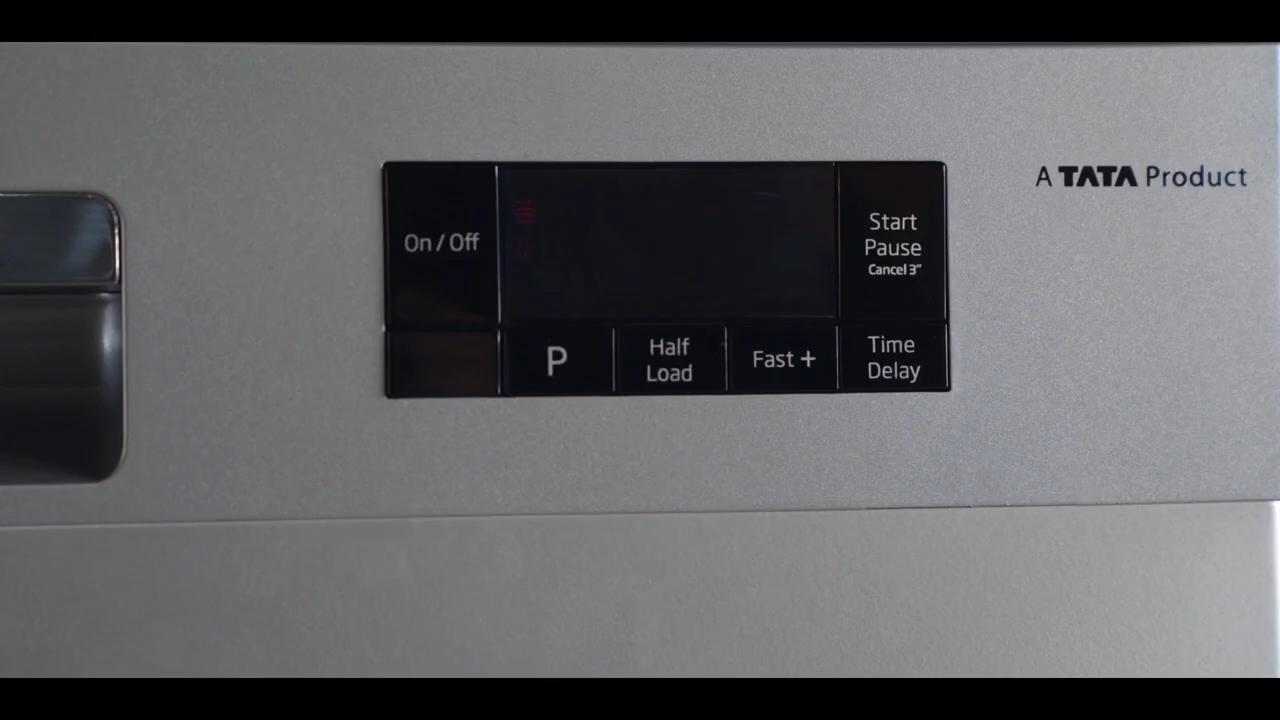 A TATA Product
On / Off
Start
Pause
Cancel 3”
P
Half
Load
Fast +
Time
Delay